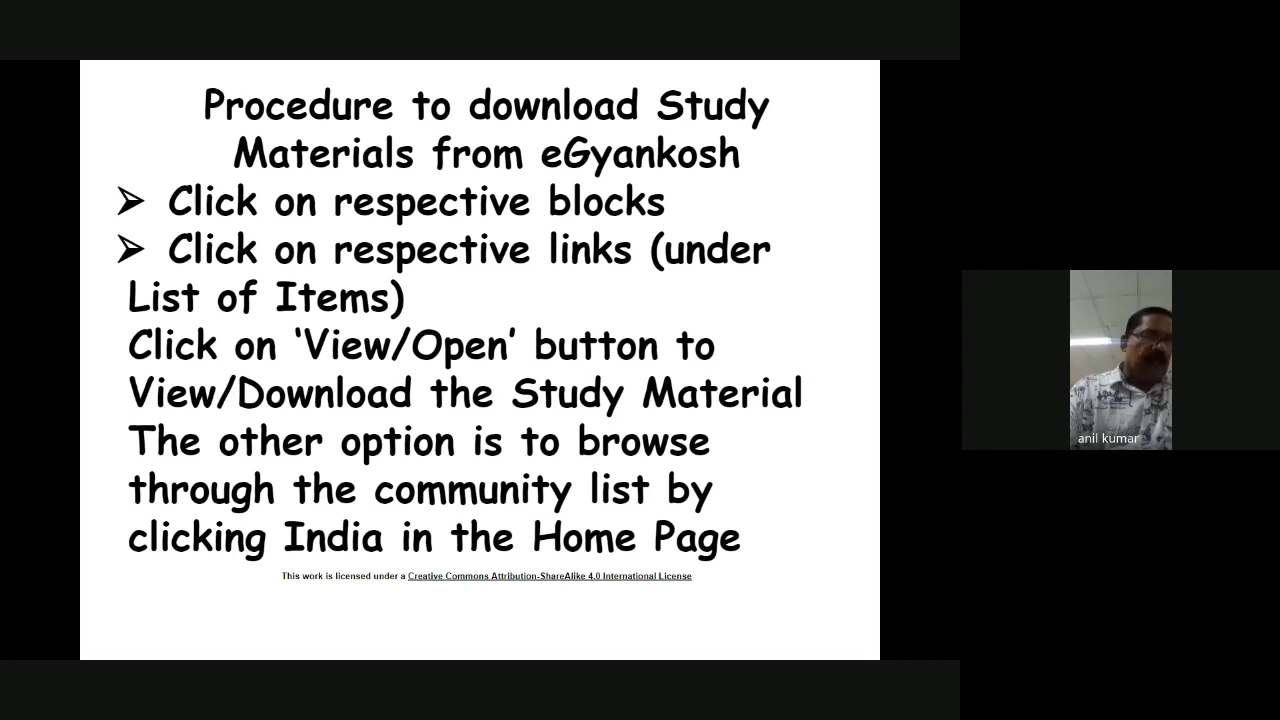 Procedure to download Study
Materials from eGyankosh
➢ Click on respective blocks
➢ Click on respective links (under
List of Items)
Click on ‘View/Open’ button to
View/Download the Study Material
The other option is to browse
through the community list by
clicking India in the Home Page
This work is licensed under a Creative Commons Attribution-ShareAlike 4.0 International License
anil kumar